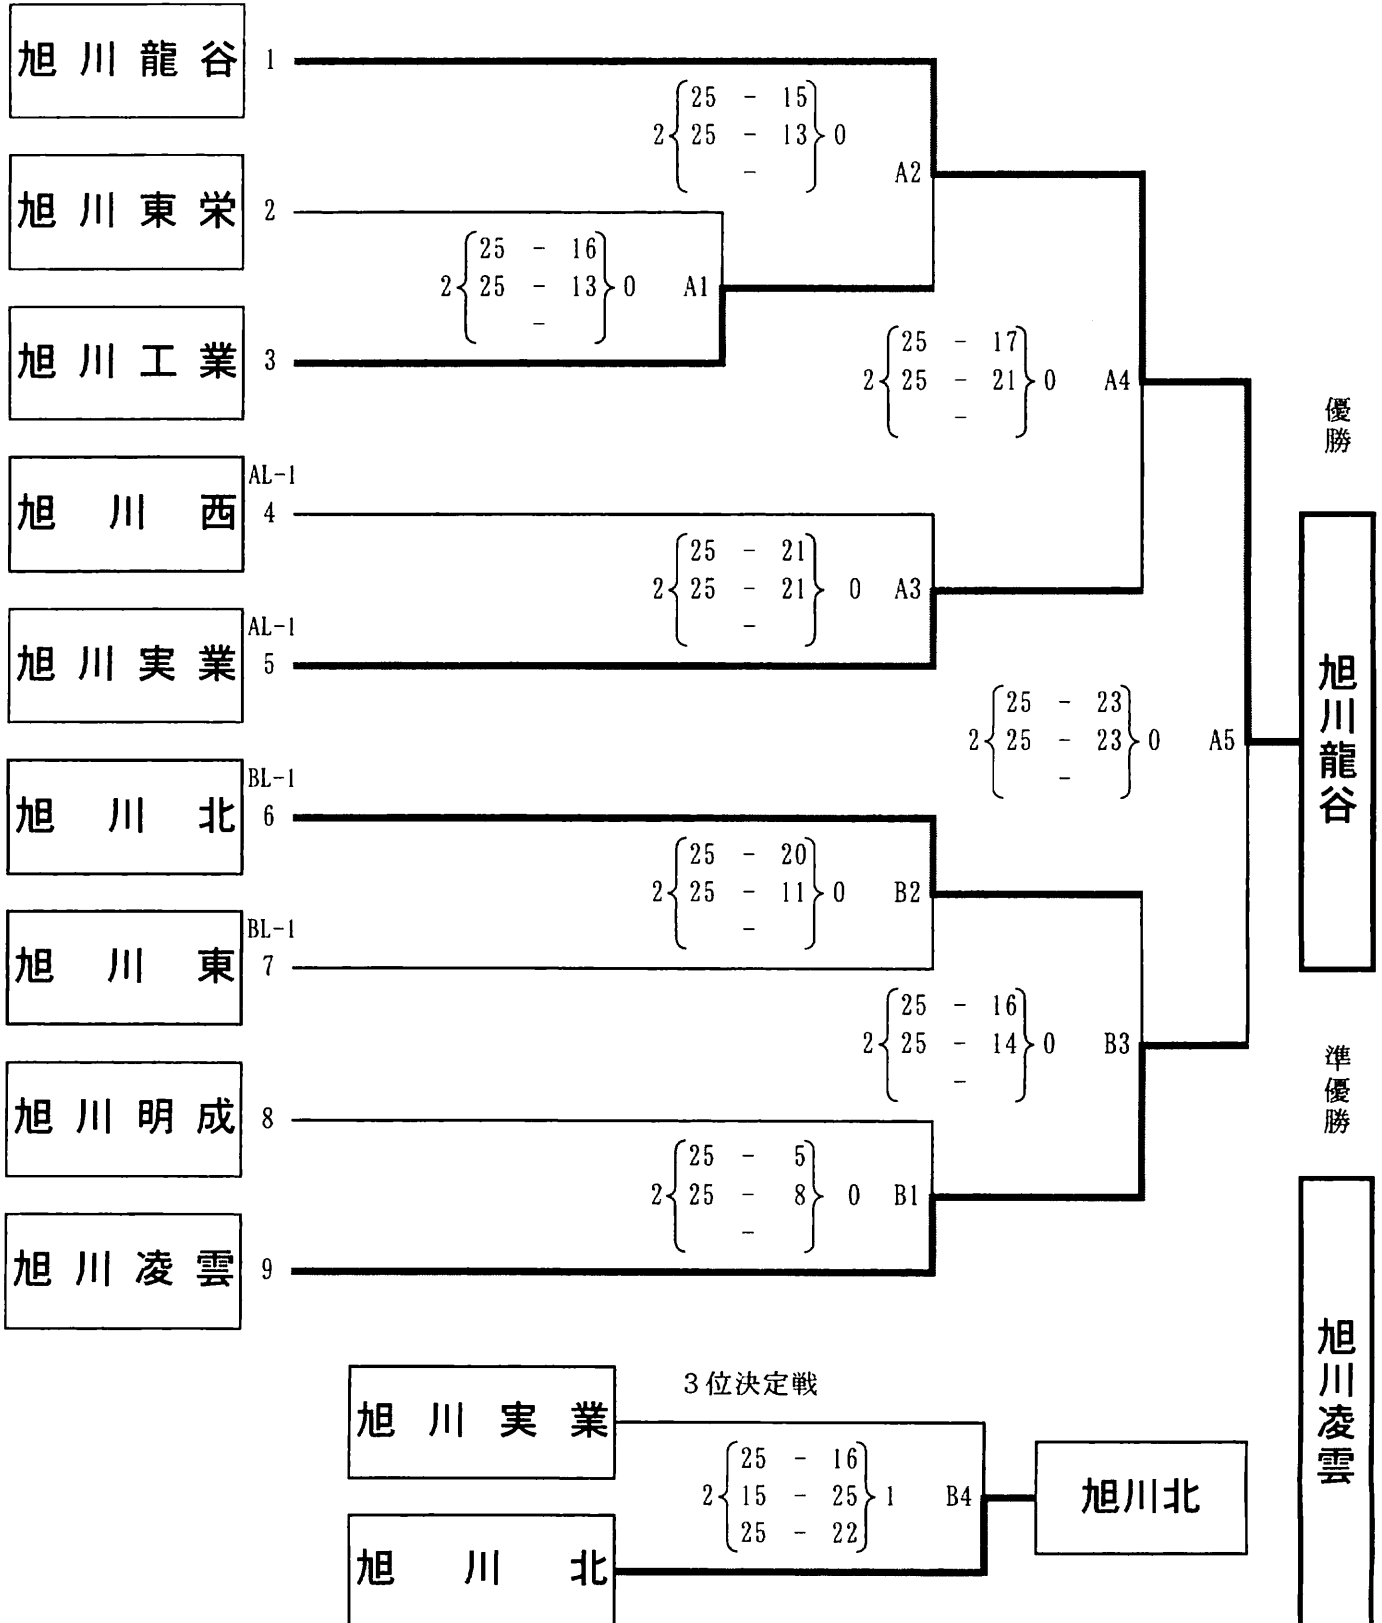 旭川龍谷 1
25 - 15
2 25 - 13 0
-
A2
旭川東栄 2
25 - 16
2 25 - 13 0 A1
-
旭川工業 3
25 - 17
2 25 - 21 0 A4
-
優勝
AL-1
旭川西 4
25 - 21
2 25 - 21 0 A3
-
AL-1
旭川実業 5
25 - 23
2 25 - 23 0 A5
-
旭川龍谷
BL-1
旭川北 6
25 - 20
2 25 - 11 0 B2
-
BL-1
旭川東 7
25 - 16
2 25 - 14 0 B3
-
準優勝
旭川明成 8
25 - 5
2 25 - 8 0 B1
-
旭川凌雲 9
旭川凌雲
3位決定戦
旭川実業
25 - 16
2 15 - 25 1 B4
25 - 22
旭川北
旭川北